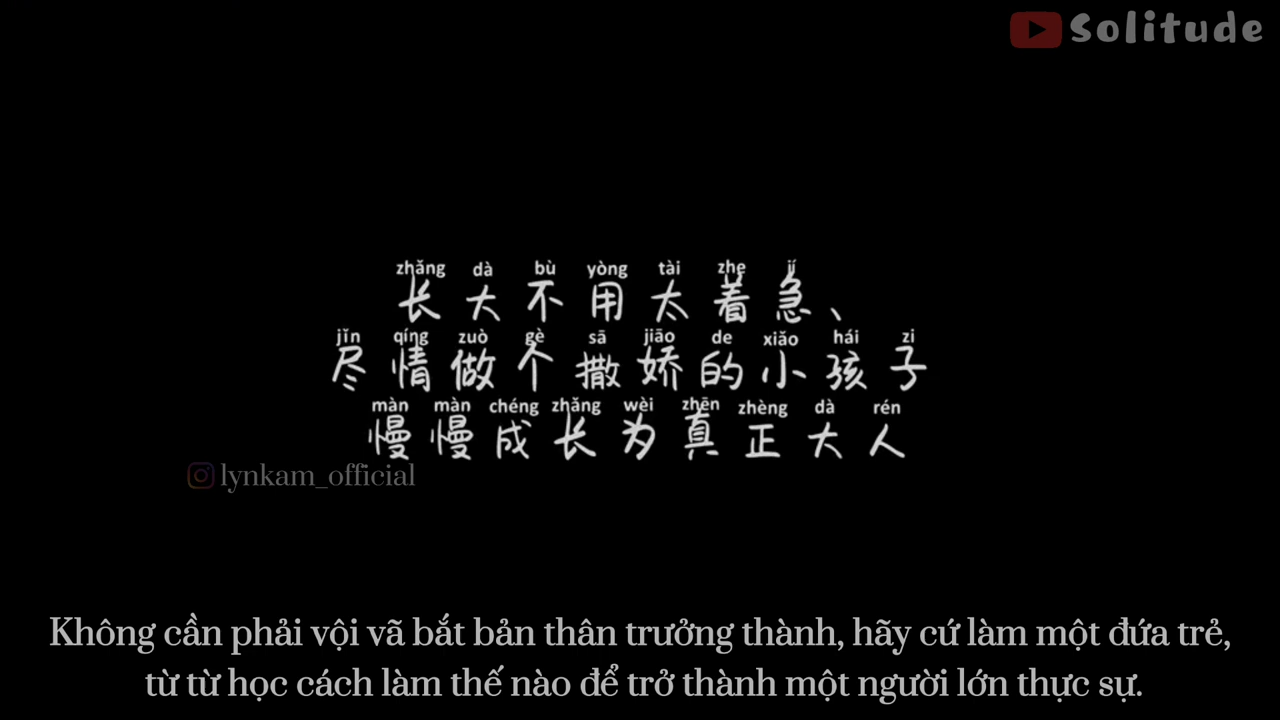 Solitude
zhǎng dà bù yòng tài zhe jí
长大不用太着急、
jǐn qíng zuò gè sā jiāo de xiǎo hái zi
尽情做个撒娇的小孩子
màn màn chéng zhǎng wèi zhēn zhèng dà rén
慢慢成长为真正大人
lynkam_official
Không cần phải vội vã bắt bản thân trưởng thành, hãy cứ làm một đứa trẻ,
từ từ học cách làm thế nào để trở thành một người lớn thực sự.